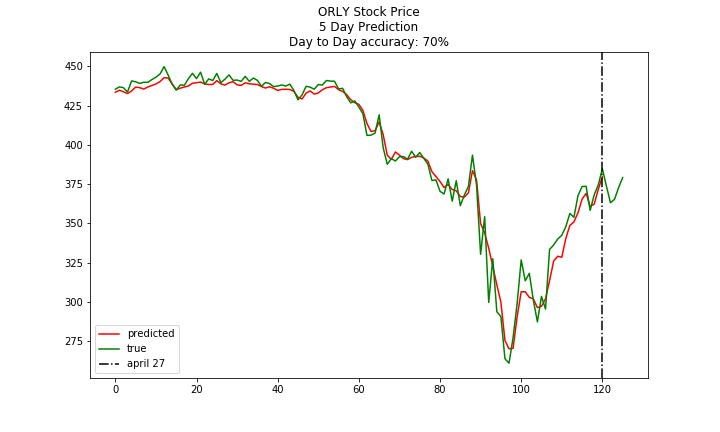 ORLY Stock Price
5 Day Prediction
Day to Day accuracy: 70%
450
425
400
375
350
325
300
275
predicted
true
april 27
0 20 40 60 80 100 120